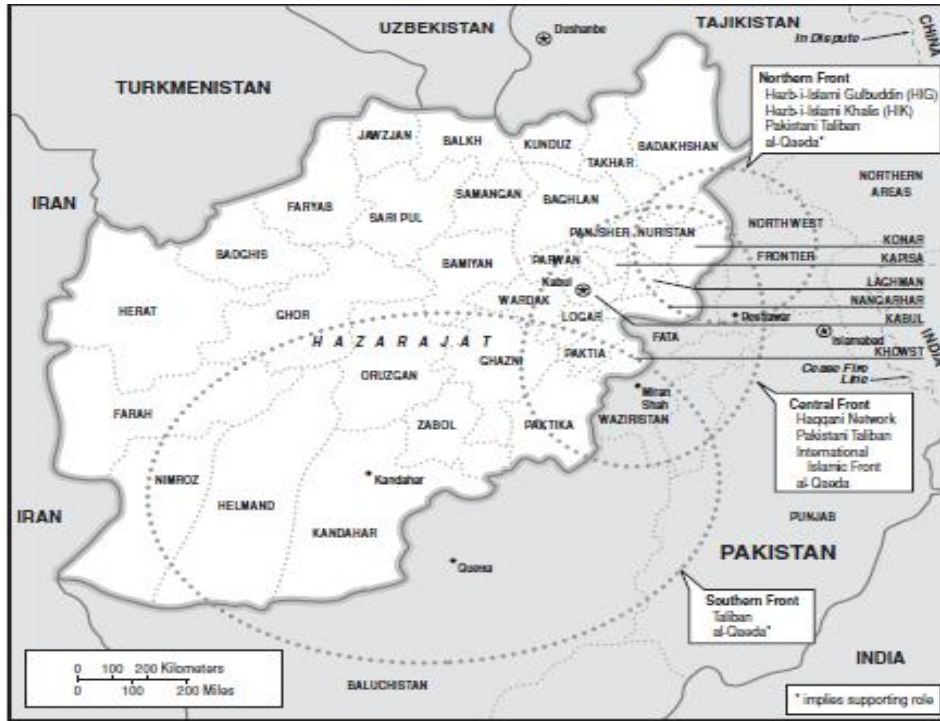 UZBEKISTAN
Dushanbe
TAJIKISTAN
CHINA
In Dispute
TURKMENISTAN
Northern Front
Hezb-i-Islami Gulbuddin (HIG)
Hezb-i-Islami Khalis (HIK)
Pakistani Taliban
al-Qaeda*
JAWZJAN
BALKH
KUNDUZ
BADAKHSHAN
TAKHAR
NORTHERN
AREAS
IRAN
FARYAB
SAMANGAN
BAGHLAN
SARI PUL
NORTHWEST
PANJSHER
NURISTAN
BADGHIS
KONAR
FRONTIER
KAPISA
BAMIYAN
PARWAN
Kabul
LAGHMAN
NANGARHAR
HERAT
GHOR
WARDAK
LOGAR
KABUL
Islamabad
INDIA
FATA
HAZARAJAT
PAKTIA
KHOWST
GHAZNI
Cease Fire
Line
ORUZGAN
Miran
Shah
Central Front
Haqqani Network
Pakistani Taliban
International
Islamic Front
al-Qaeda
FARAH
ZABOL
PAKTIKA
WAZIRISTAN
NIMROZ
Kandahar
HELMAND
IRAN
PUNJAB
KANDAHAR
PAKISTAN
Southern Front
Taliban
al-Qaeda*
INDIA
0 100 200 Kilometers
0 100 200 Miles
BALUCHISTAN
* implies supporting role